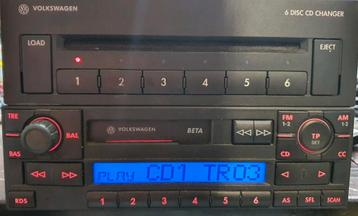 VOLKSWAGEN
6 DISC CD CHANGER
LOAD
EJECT
1 2 3 4 5 6
TRE
BAL
BAS
VOLKSWAGEN
BETA
FM
1-2
AM
1-2
TP
SET
CD
CC
PLAY CD1 TR03
RDS
1 2 3 4 5 6
AS
SFL
SCAN